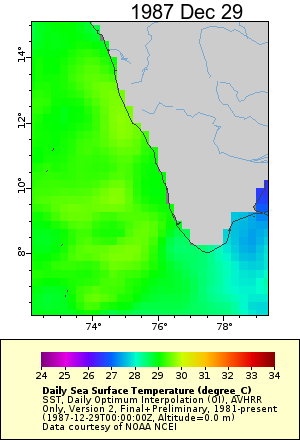 1987 Dec 29
14°
12°
10°
8°
74°
76°
78°
24 25 26 27 28 29 30 31 32 33 34
Daily Sea Surface Temperature (degree_C)
SST, Daily Optimum Interpolation (OI), AVHRR
Only, Version 2, Final+Preliminary, 1981-present
(1987-12-29T00:00:00Z, Altitude=0.0 m)
Data courtesy of NOAA NCEI